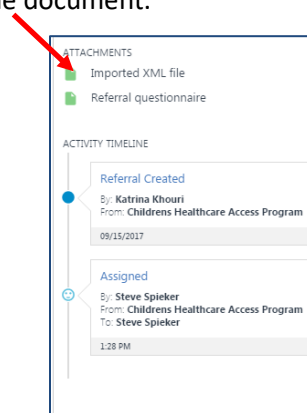 document.
ATTACHMENTS
Imported XML file
Referral questionnaire
ACTIVITY TIMELINE
Referral Created
By: Katrina Khouri
From: Childrens Healthcare Access Program
09/15/2017
Assigned
By: Steve Spieker
From: Childrens Healthcare Access Program
To: Steve Spieker
1:28 PM